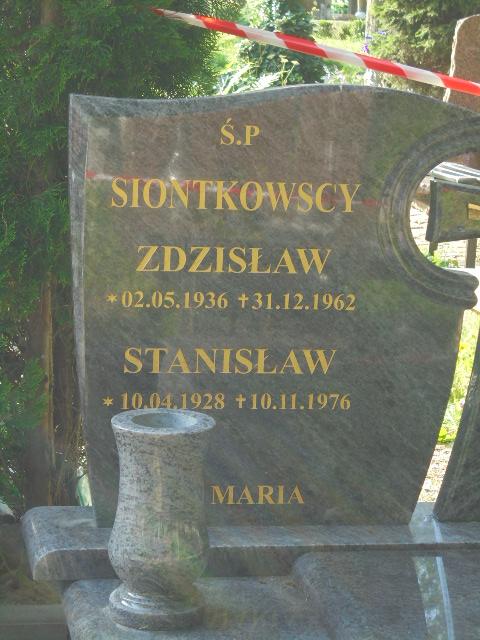 Ś.P
SIONTKOWSCY
ZDZISŁAW
*02.05.1936 †31.12.1962
STANISŁAW
* 10.04.1928 †10.11.1976
MARIA